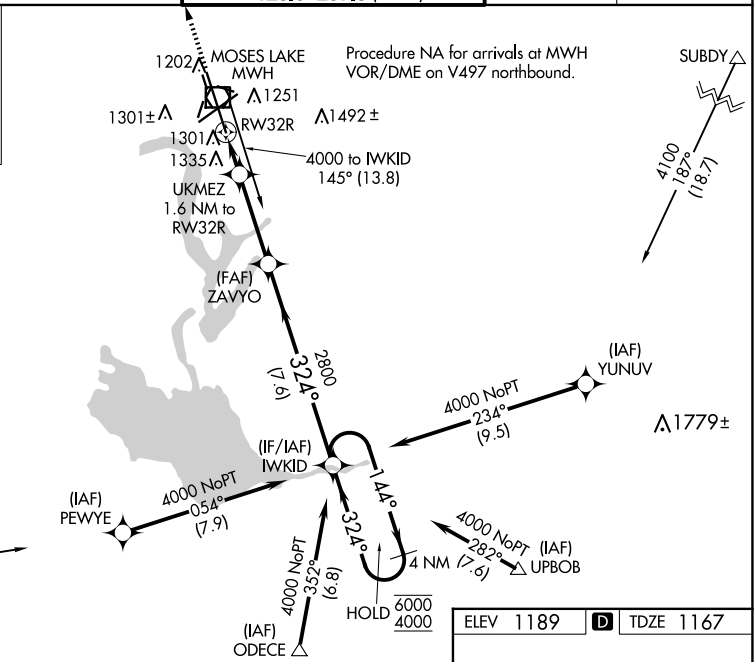 1202
MOSES LAKE
MWH
Procedure NA for arrivals at MWH
VOR/DME on V497 northbound.
SUBDY
1251
1301±
RW32R
1492±
1301
1335
4000 to IWKID
145° (13.8)
4100
187°
(18.7)
UKMEZ
1.6 NM to
RW32R
(FAF)
ZAVYO
2800
324°
(7.6)
(IAF)
YUNUV
4000 NoPT
234°
(9.5)
1779±
(IF/IAF)
IWKID
(IAF)
PEWYE
4000 NoPT
054°
(7.9)
144°
324°
4 NM
4000 NoPT
282°
(7.6)
(IAF)
UPBOB
4000 NoPT
352°
(6.8)
HOLD
6000
4000
(IAF)
ODECE
ELEV 1189
D
TDZE 1167